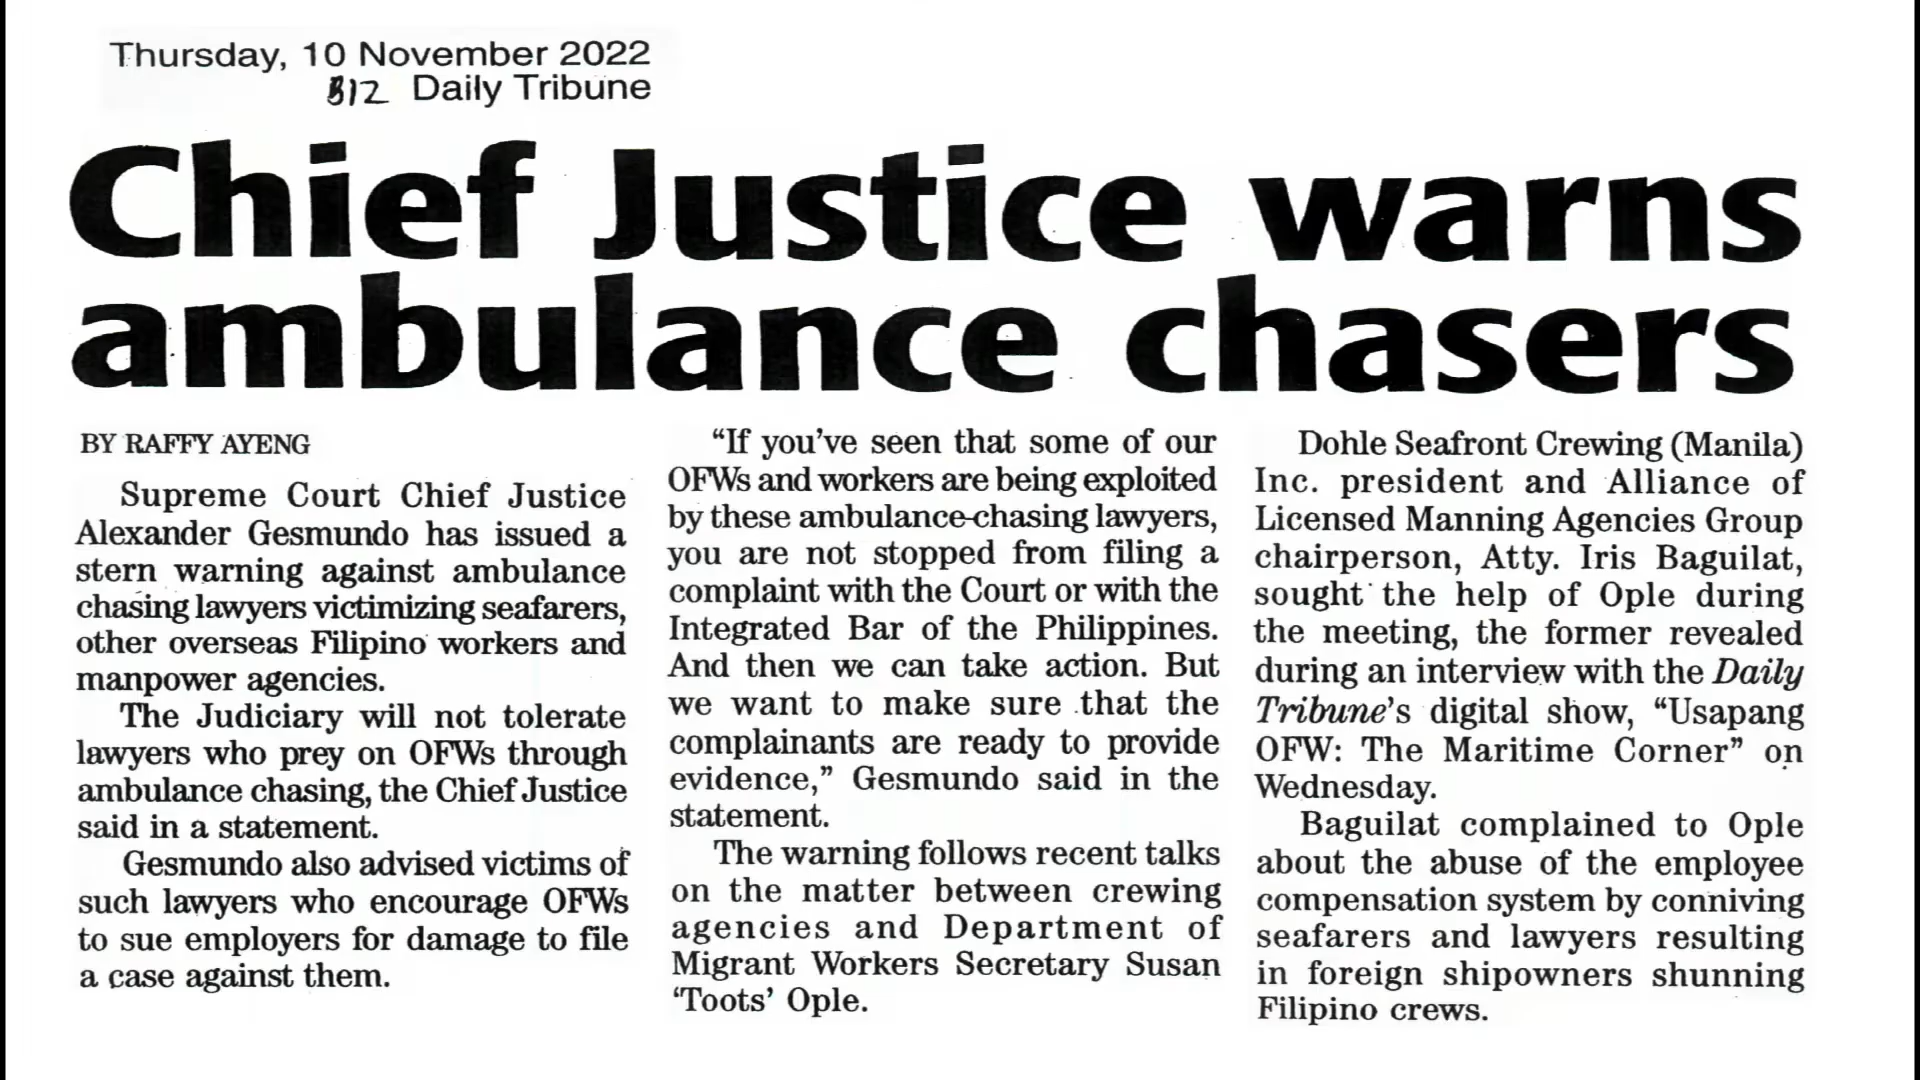 Thursday, 10 November 2022
B12 Daily Tribune
Chief Justice warns
ambulance chasers
BY RAFFY AYENG
Supreme Court Chief Justice
Alexander Gesmundo has issued a
stern warning against ambulance
chasing lawyers victimizing seafarers,
other overseas Filipino workers and
manpower agencies.
The Judiciary will not tolerate
lawyers who prey on OFWs through
ambulance chasing, the Chief Justice
said in a statement.
Gesmundo also advised victims of
such lawyers who encourage OFWs
to sue employers for damage to file
a case against them.
“If you’ve seen that some of our
OFWs and workers are being exploited
by these ambulance-chasing lawyers,
you are not stopped from filing a
complaint with the Court or with the
Integrated Bar of the Philippines.
And then we can take action. But
we want to make sure that the
complainants are ready to provide
evidence,” Gesmundo said in the
statement.
The warning follows recent talks
on the matter between crewing
agencies and Department of
Migrant Workers Secretary Susan
‘Toots’ Ople.
Dohle Seafront Crewing (Manila)
Inc. president and Alliance of
Licensed Manning Agencies Group
chairperson, Atty. Iris Baguilat,
sought the help of Ople during
the meeting, the former revealed
during an interview with the Daily
Tribune’s digital show, “Usapang
OFW: The Maritime Corner” on
Wednesday.
Baguilat complained to Ople
about the abuse of the employee
compensation system by conniving
seafarers and lawyers resulting
in foreign shipowners shunning
Filipino crews.